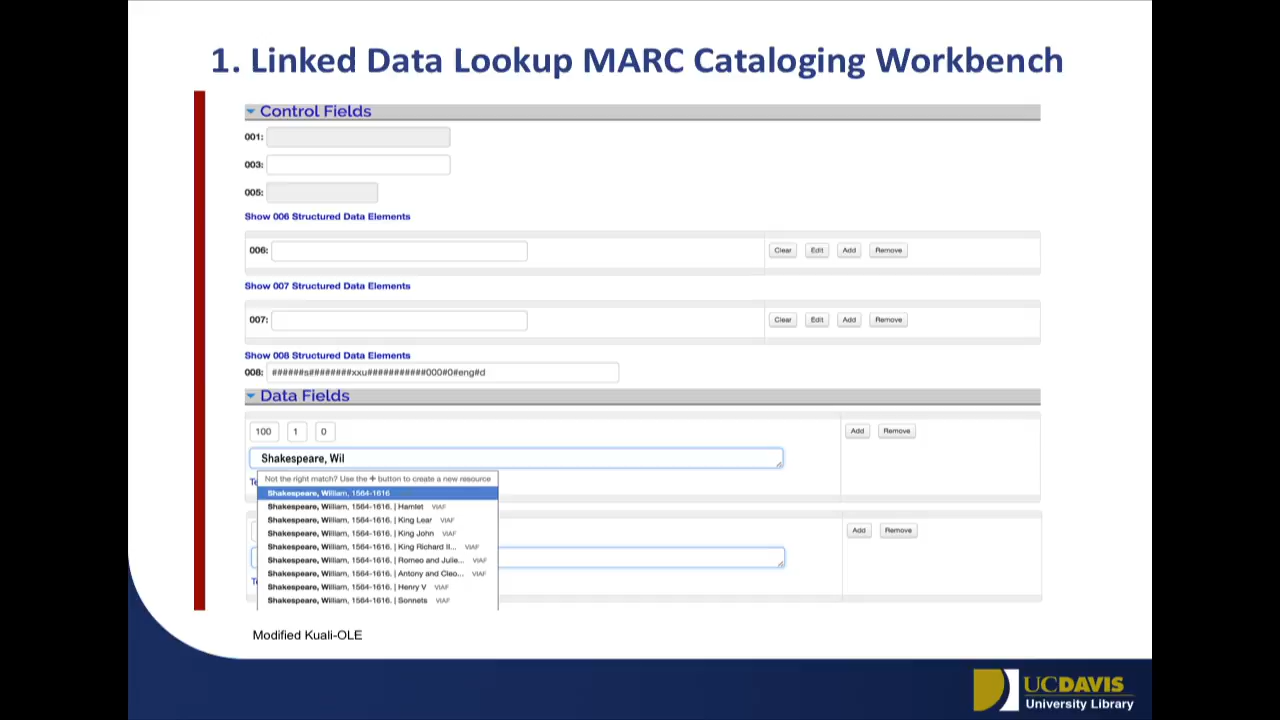 1. Linked Data Lookup MARC Cataloging Workbench
Control Fields
001:
003:
005:
Show 006 Structured Data Elements
006:
Clear Edit Add Remove
Show 007 Structured Data Elements
007:
Clear Edit Add Remove
Show 008 Structured Data Elements
008: ######s########xxu###########000#0#eng#d
Data Fields
100 1 0
Add Remove
Shakespeare, Wil
Not the right match? Use the + button to create a new resource
Shakespeare, William, 1564-1616
Shakespeare, William, 1564-1616. | Hamlet VIAF
Shakespeare, William, 1564-1616. | King Lear VIAF
Shakespeare, William, 1564-1616. | King John VIAF
Add Remove
Shakespeare, William, 1564-1616. | King Richard II... VIAF
Shakespeare, William, 1564-1616. | Romeo and Julie... VIAF
Shakespeare, William, 1564-1616. | Antony and Cleo... VIAF
Shakespeare, William, 1564-1616. | Henry V VIAF
Shakespeare, William, 1564-1616. | Sonnets VIAF
Modified Kuali-OLE
UCDAVIS
University Library